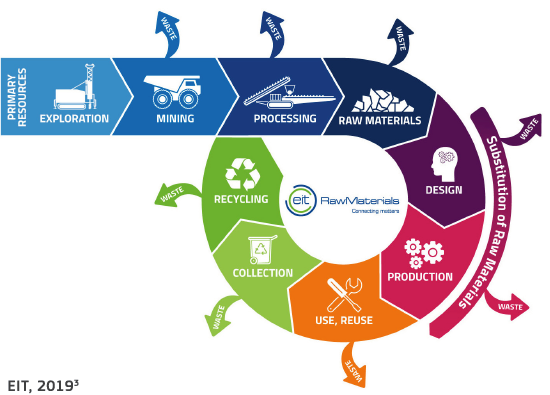 WASTE
WASTE
WASTE
PRIMARY
RESOURCES
EXPLORATION
MINING
PROCESSING
RAW MATERIALS
WASTE
Substitution of Raw Materials
DESIGN
WASTE
RECYCLING
eit RawMaterials
Connecting matters
COLLECTION
PRODUCTION
WASTE
USE, REUSE
WASTE
WASTE
EIT, 2019³